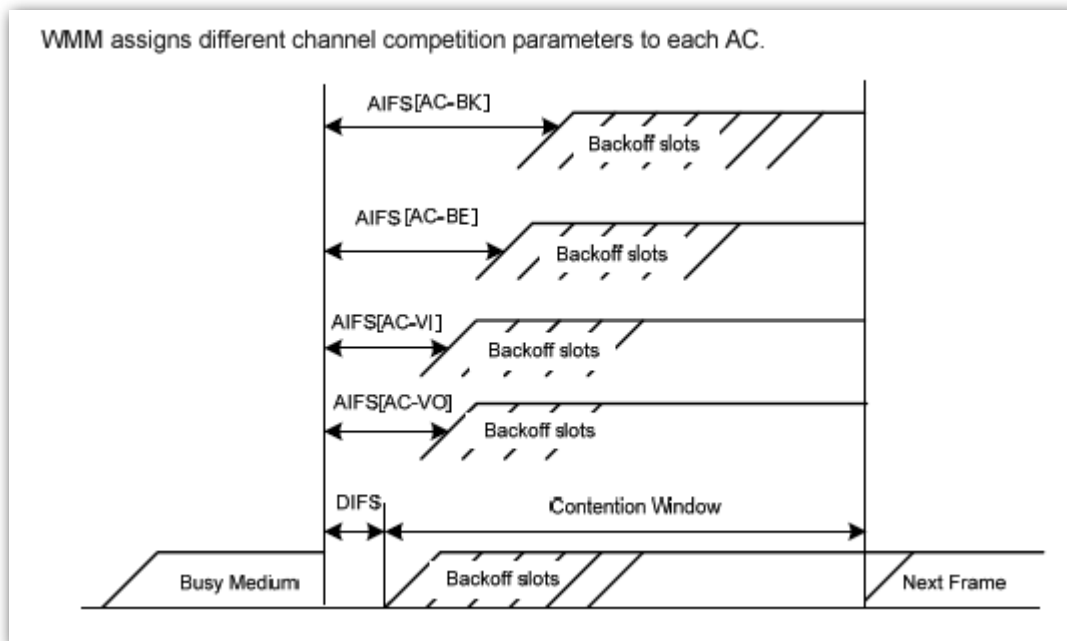 WMM assigns different channel competition parameters to each AC.
AIFS[AC-BK]
Backoff slots
AIFS[AC-BE]
Backoff slots
AIFS[AC-VI]
Backoff slots
AIFS[AC-VO]
Backoff slots
DIFS
Contention Window
Busy Medium
Backoff slots
Next Frame